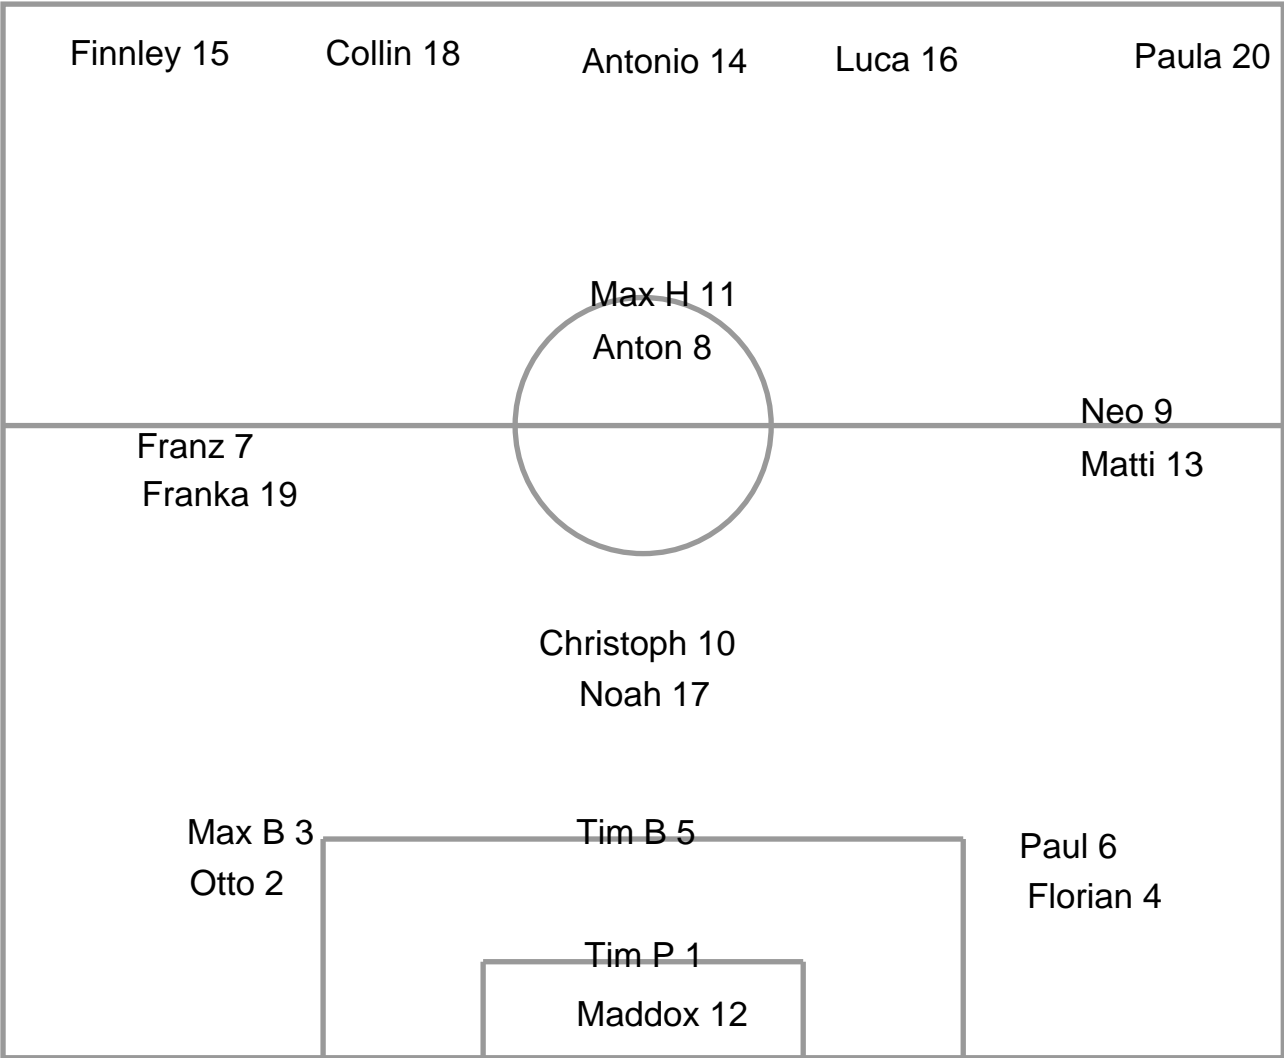 Finnley 15
Collin 18
Antonio 14
Luca 16
Paula 20
Max H 11
Anton 8
Neo 9
Franz 7
Matti 13
Franka 19
Christoph 10
Noah 17
Max B 3
Tim B 5
Paul 6
Otto 2
Florian 4
Tim P 1
Maddox 12